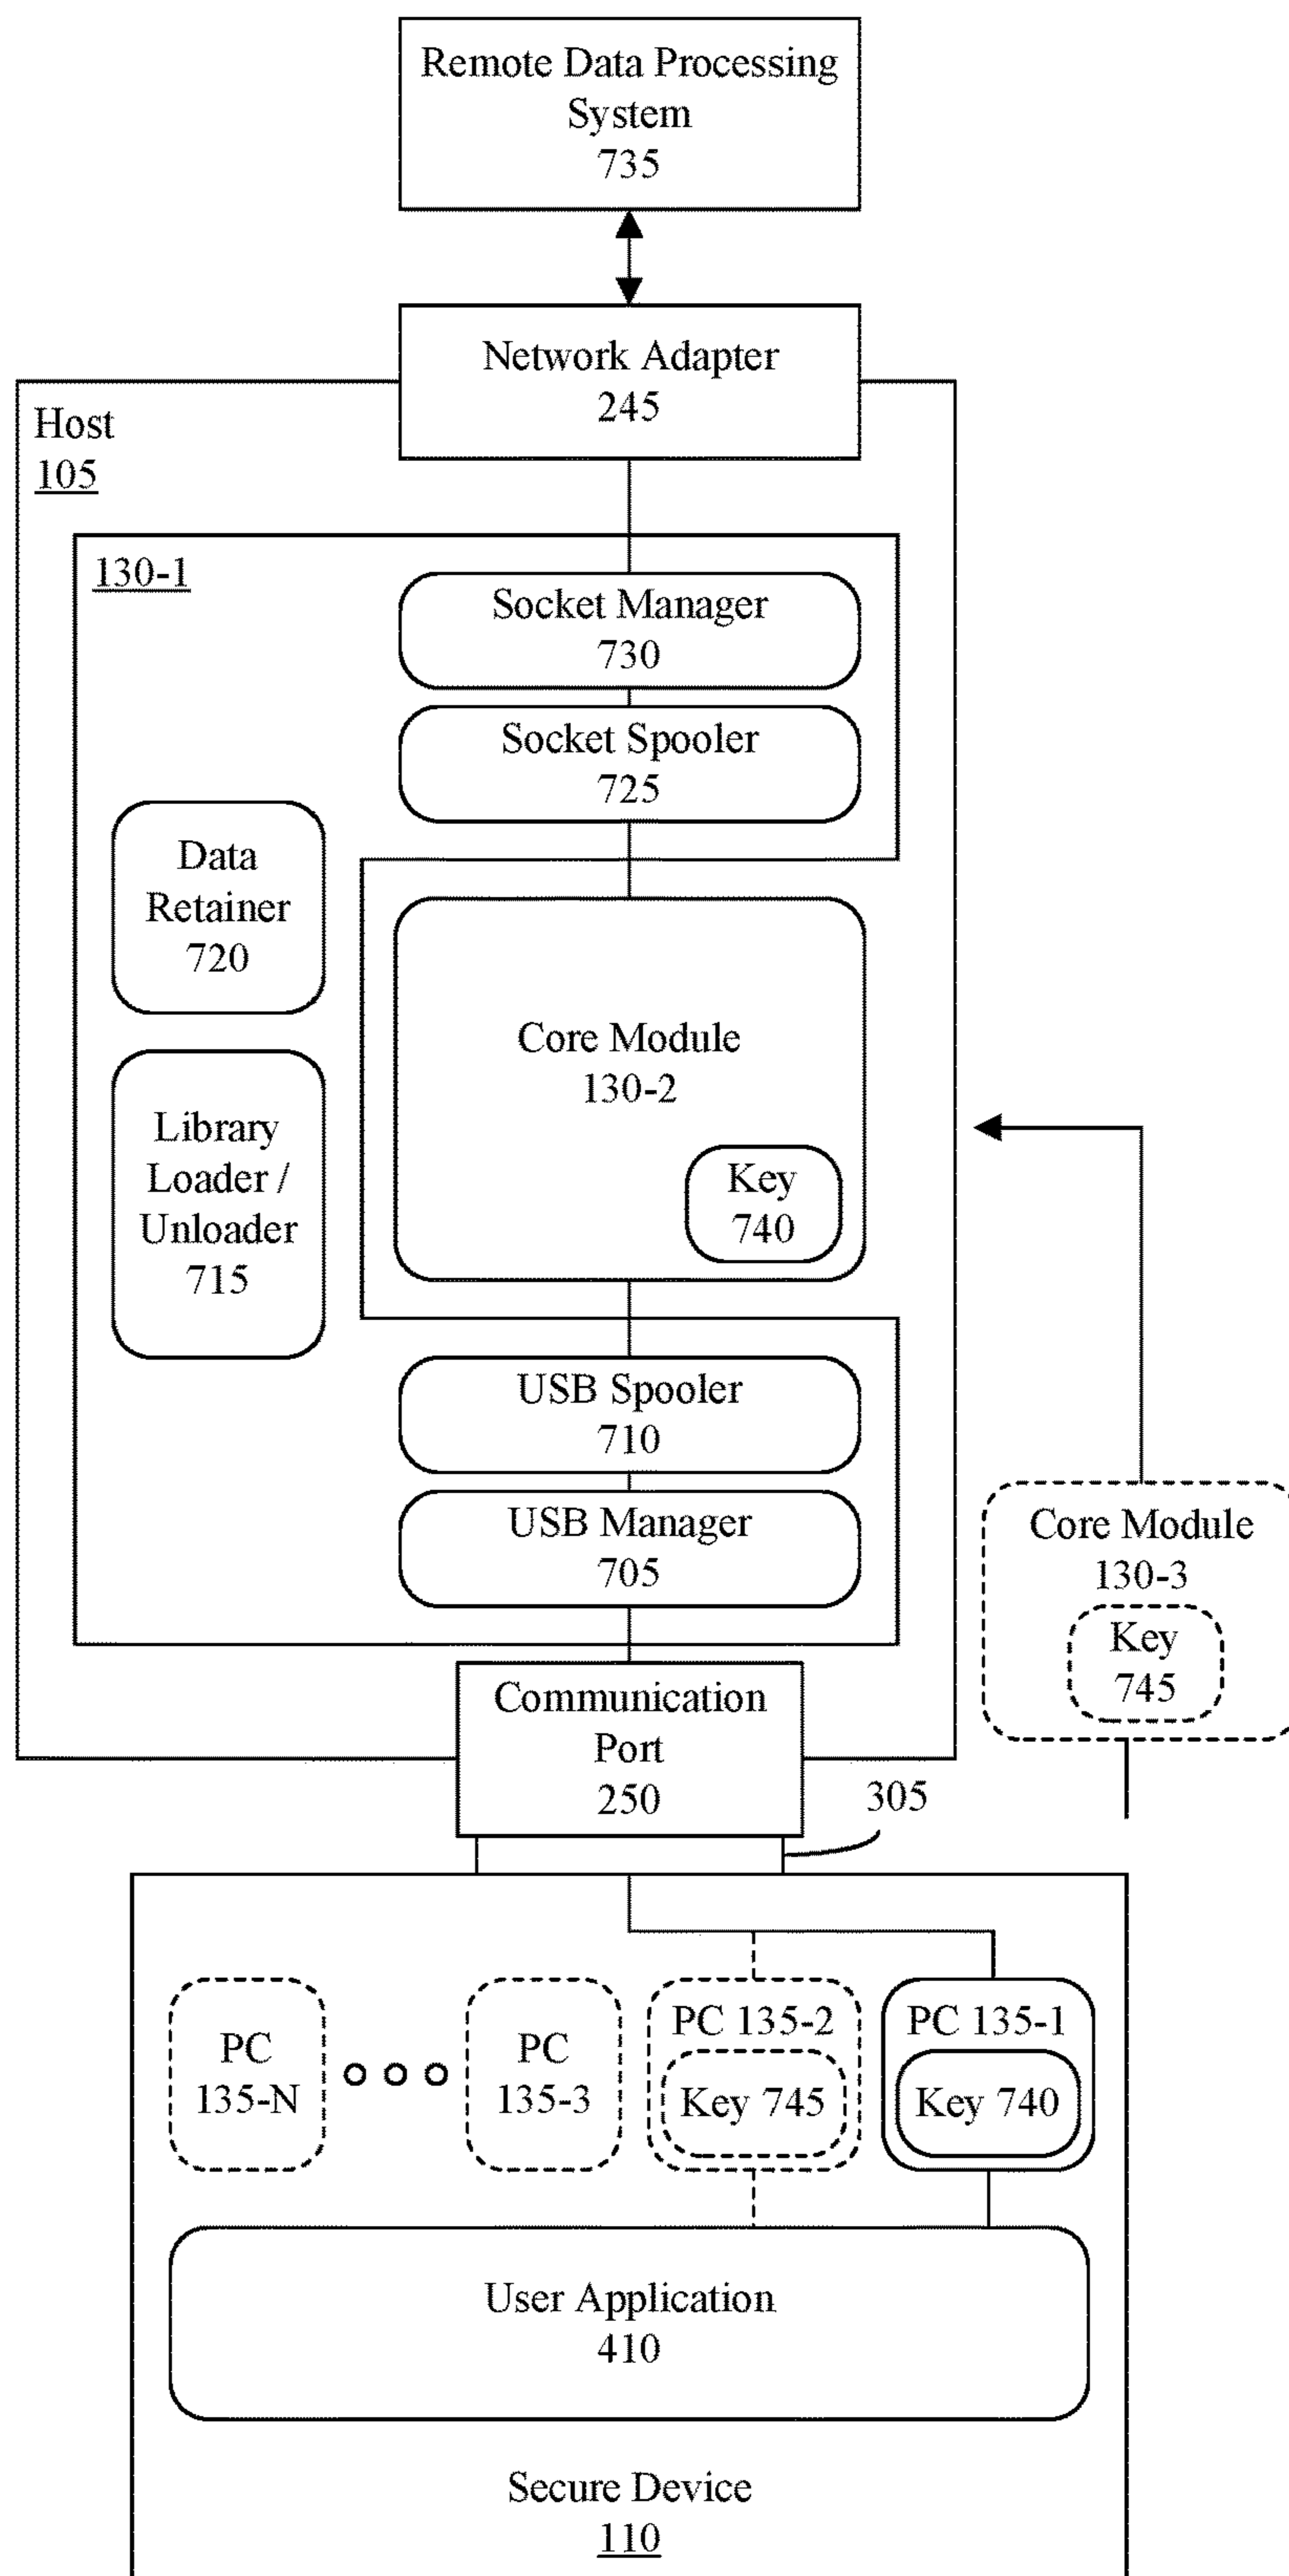 Remote Data Processing
System
735
Network Adapter
245
Host
105
130-1
Socket Manager
730
Socket Spooler
725
Data
Retainer
720
Core Module
130-2
Key
740
Library
Loader /
Unloader
715
USB Spooler
710
USB Manager
705
Core Module
130-3
Key
745
Communication
Port
250
305
PC
135-N
PC
135-3
PC 135-2
Key 745
PC 135-1
Key 740
User Application
410
Secure Device
110